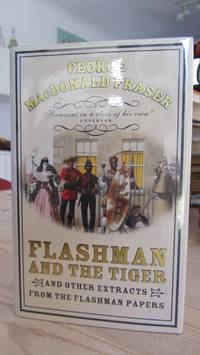 GEORGE
MACDONALD FRASER
"Remains in a class of his own"
OBSERVER
FLASHMAN
AND THE TIGER
AND OTHER EXTRACTS
FROM THE FLASHMAN PAPERS